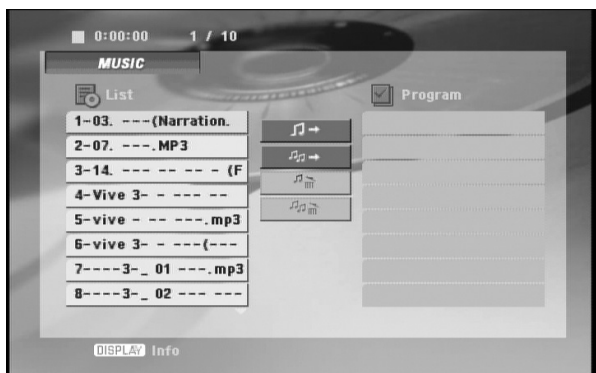 0:00:00 1 / 10
MUSIC
List
Program
1-03. ---(Narration.
2-07. ---.MP3
3-14. --- -- -- - (F
4-Vive 3- - --- --
5-vive - -- ---.mp3
6-vive 3- - ---(---
7----3-_ 01 ---.mp3
8----3-_ 02 --- ---
DISPLAY Info